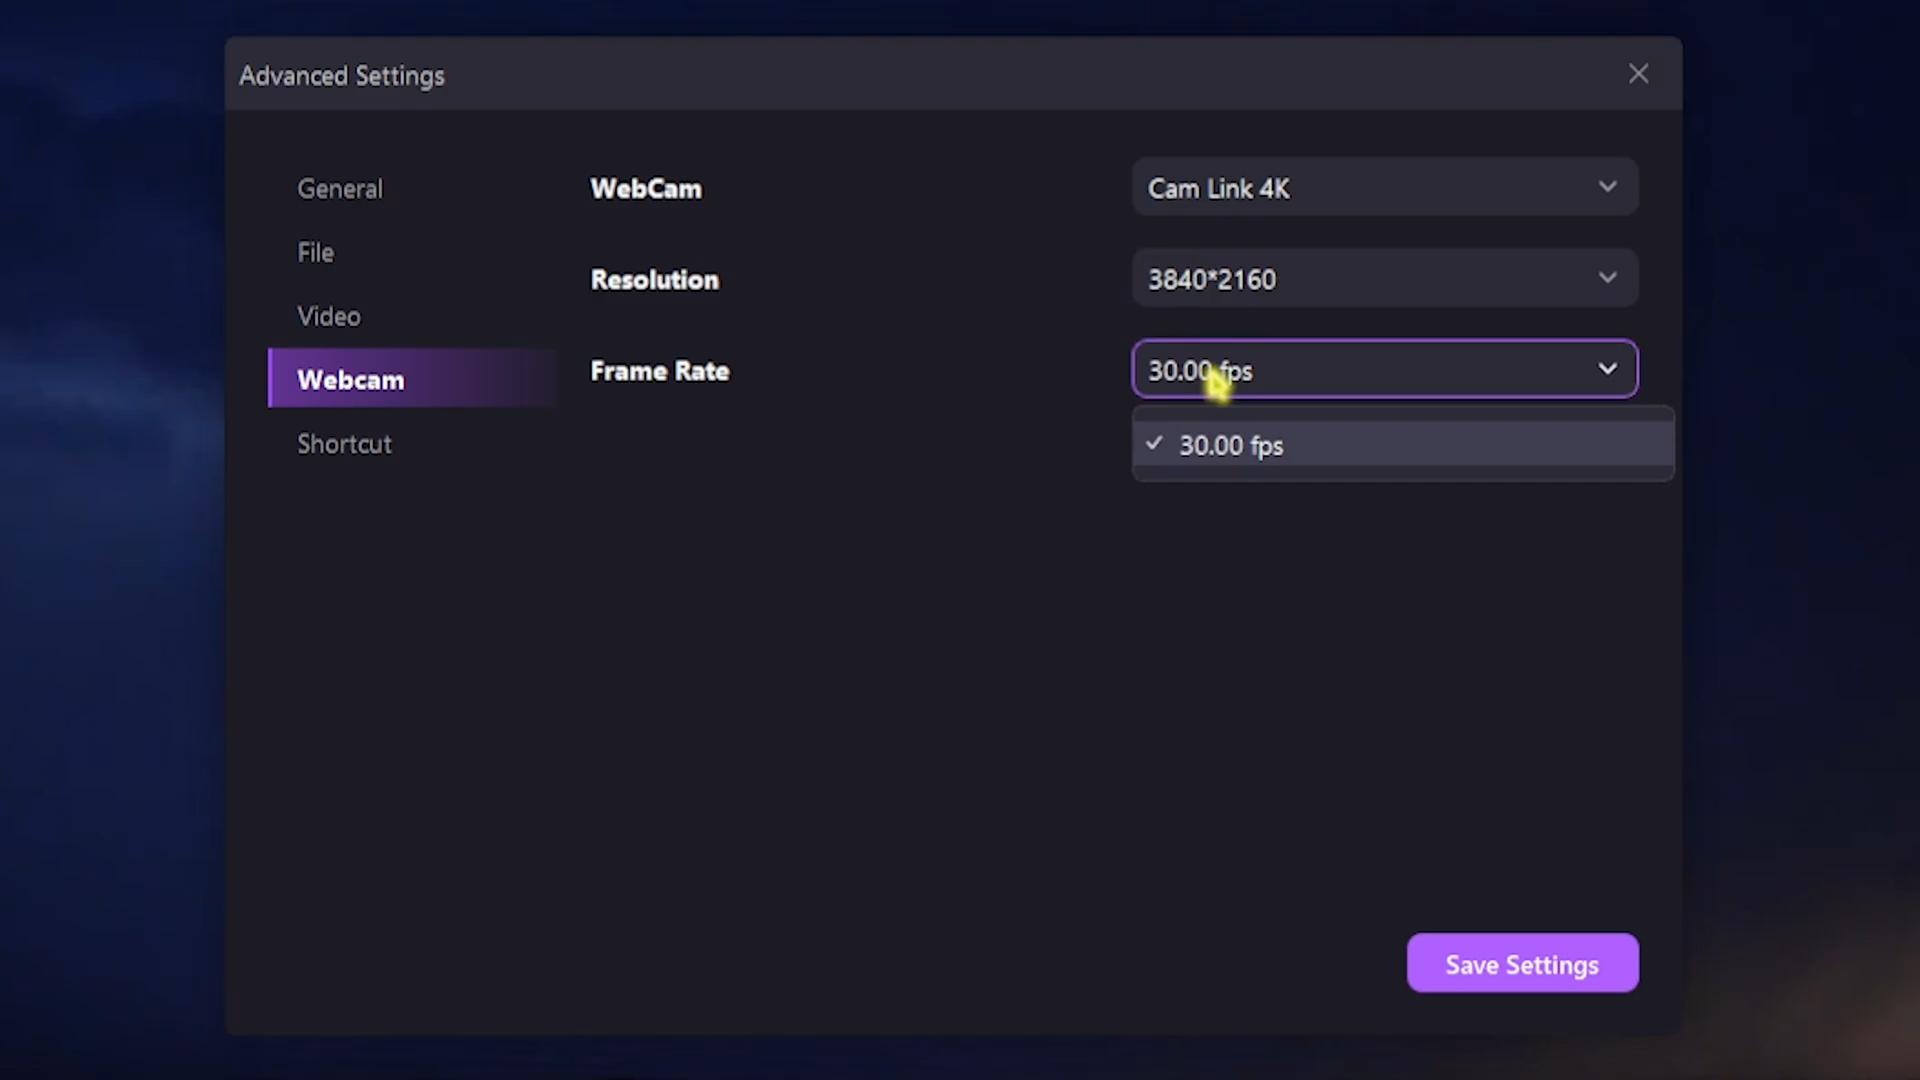 Advanced Settings
General
File
Video
Webcam
Shortcut
WebCam
Cam Link 4K
Resolution
3840*2160
Frame Rate
30.00 fps
30.00 fps
Save Settings